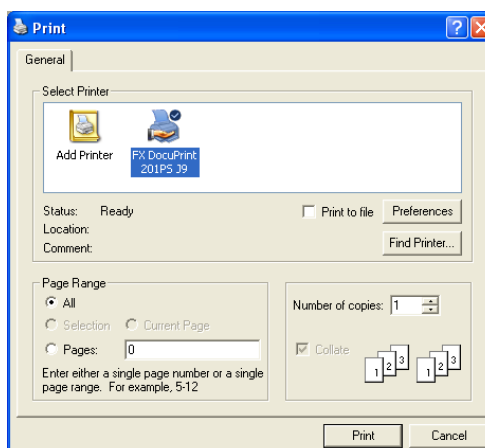 Print
General
Select Printer
Add Printer
FX DocuPrint
201PS J9
Status: Ready
Print to file
Preferences
Location:
Comment:
Find Printer...
Page Range
All
Selection
Current Page
Pages: 0
Enter either a single page number or a single
page range. For example, 5-12
Number of copies: 1
Collate
1 2 3 1 2 3
Print
Cancel